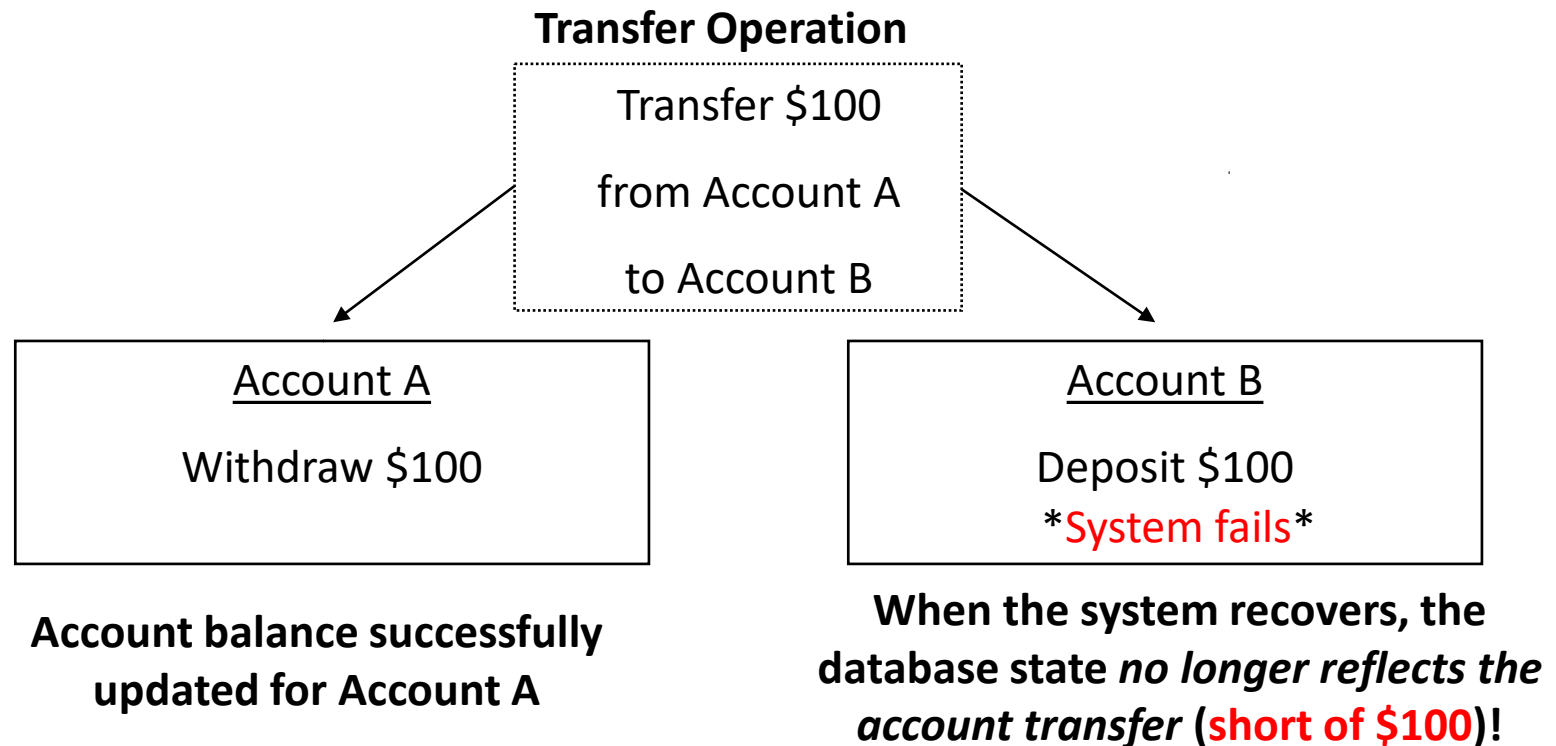 Transfer Operation
Transfer $100
from Account A
to Account B
Account A
Withdraw $100
Account B
Deposit $100
*System fails*
Account balance successfully
updated for Account A
When the system recovers, the
database state no longer reflects the
account transfer (short of $100)!